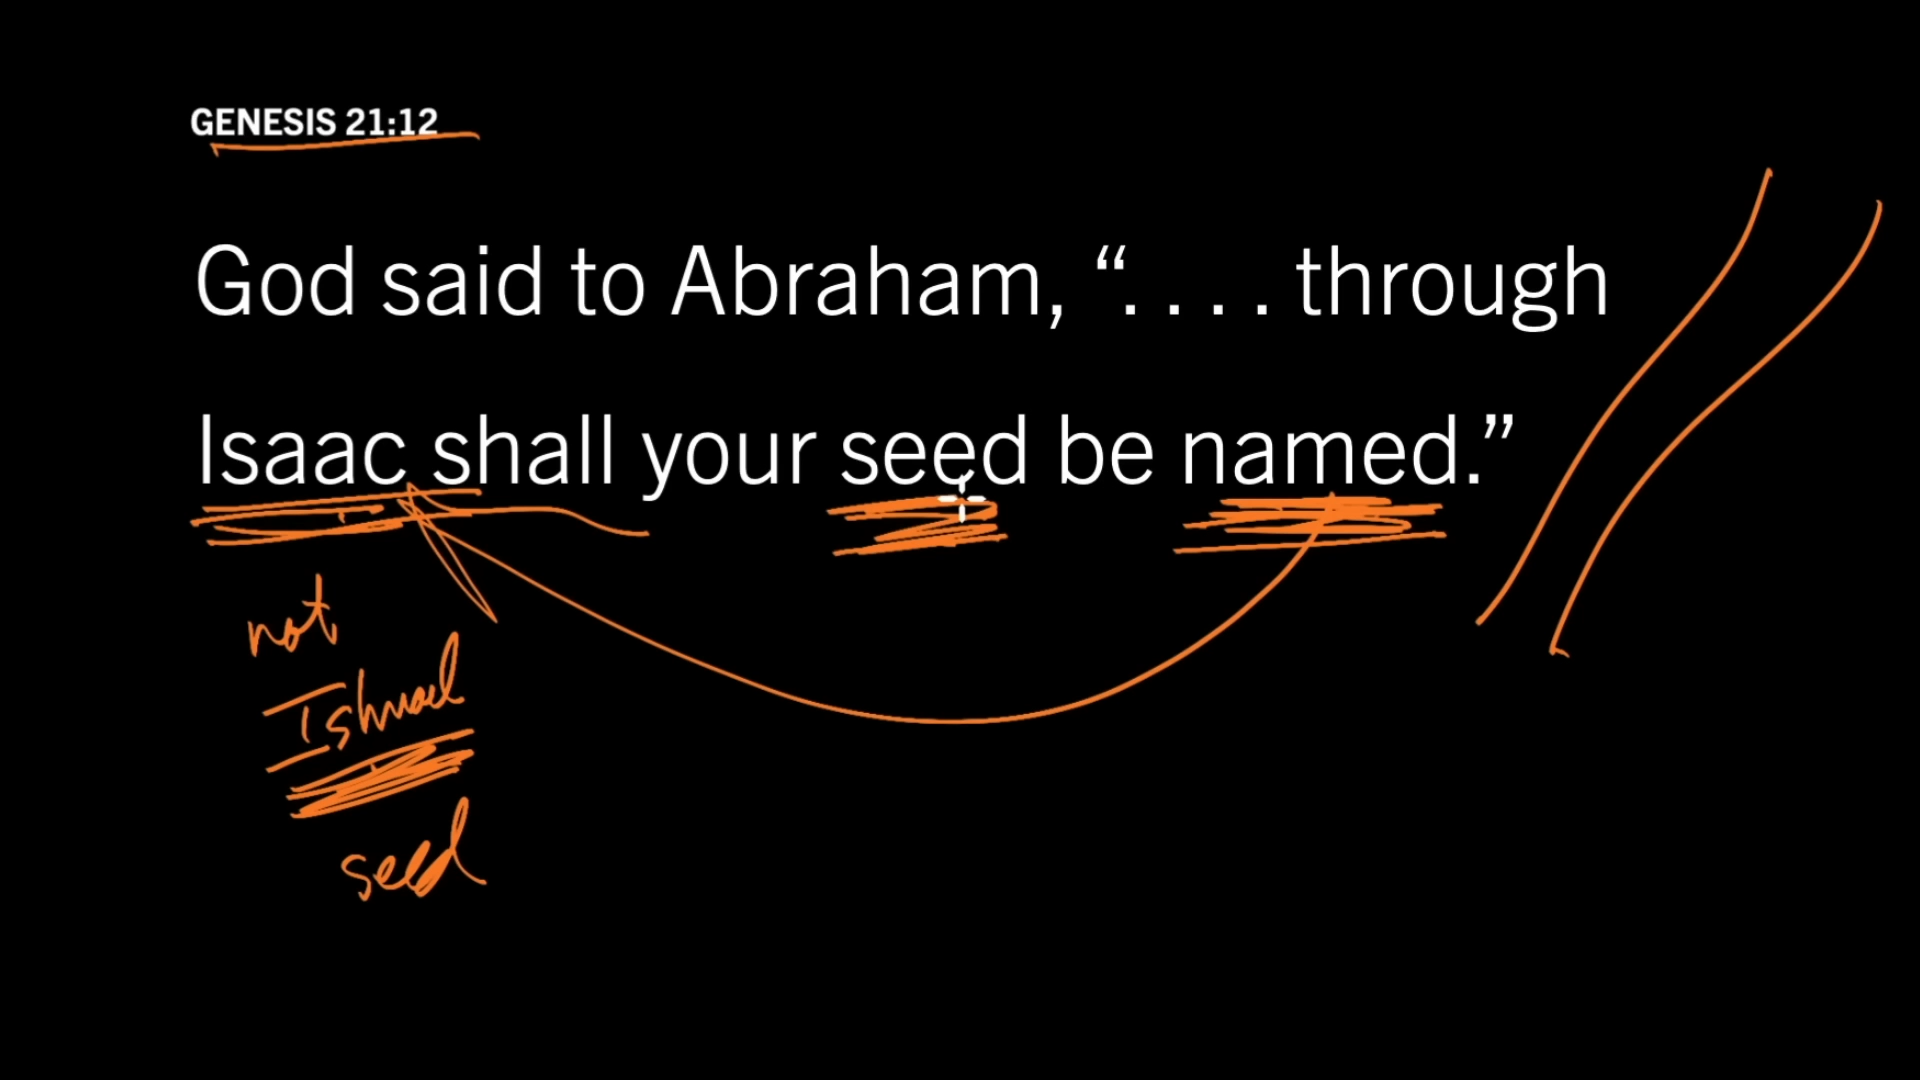 GENESIS 21:12
God said to Abraham, “. . . . through
Isaac shall your seed be named.”
not
Ishmael
seed